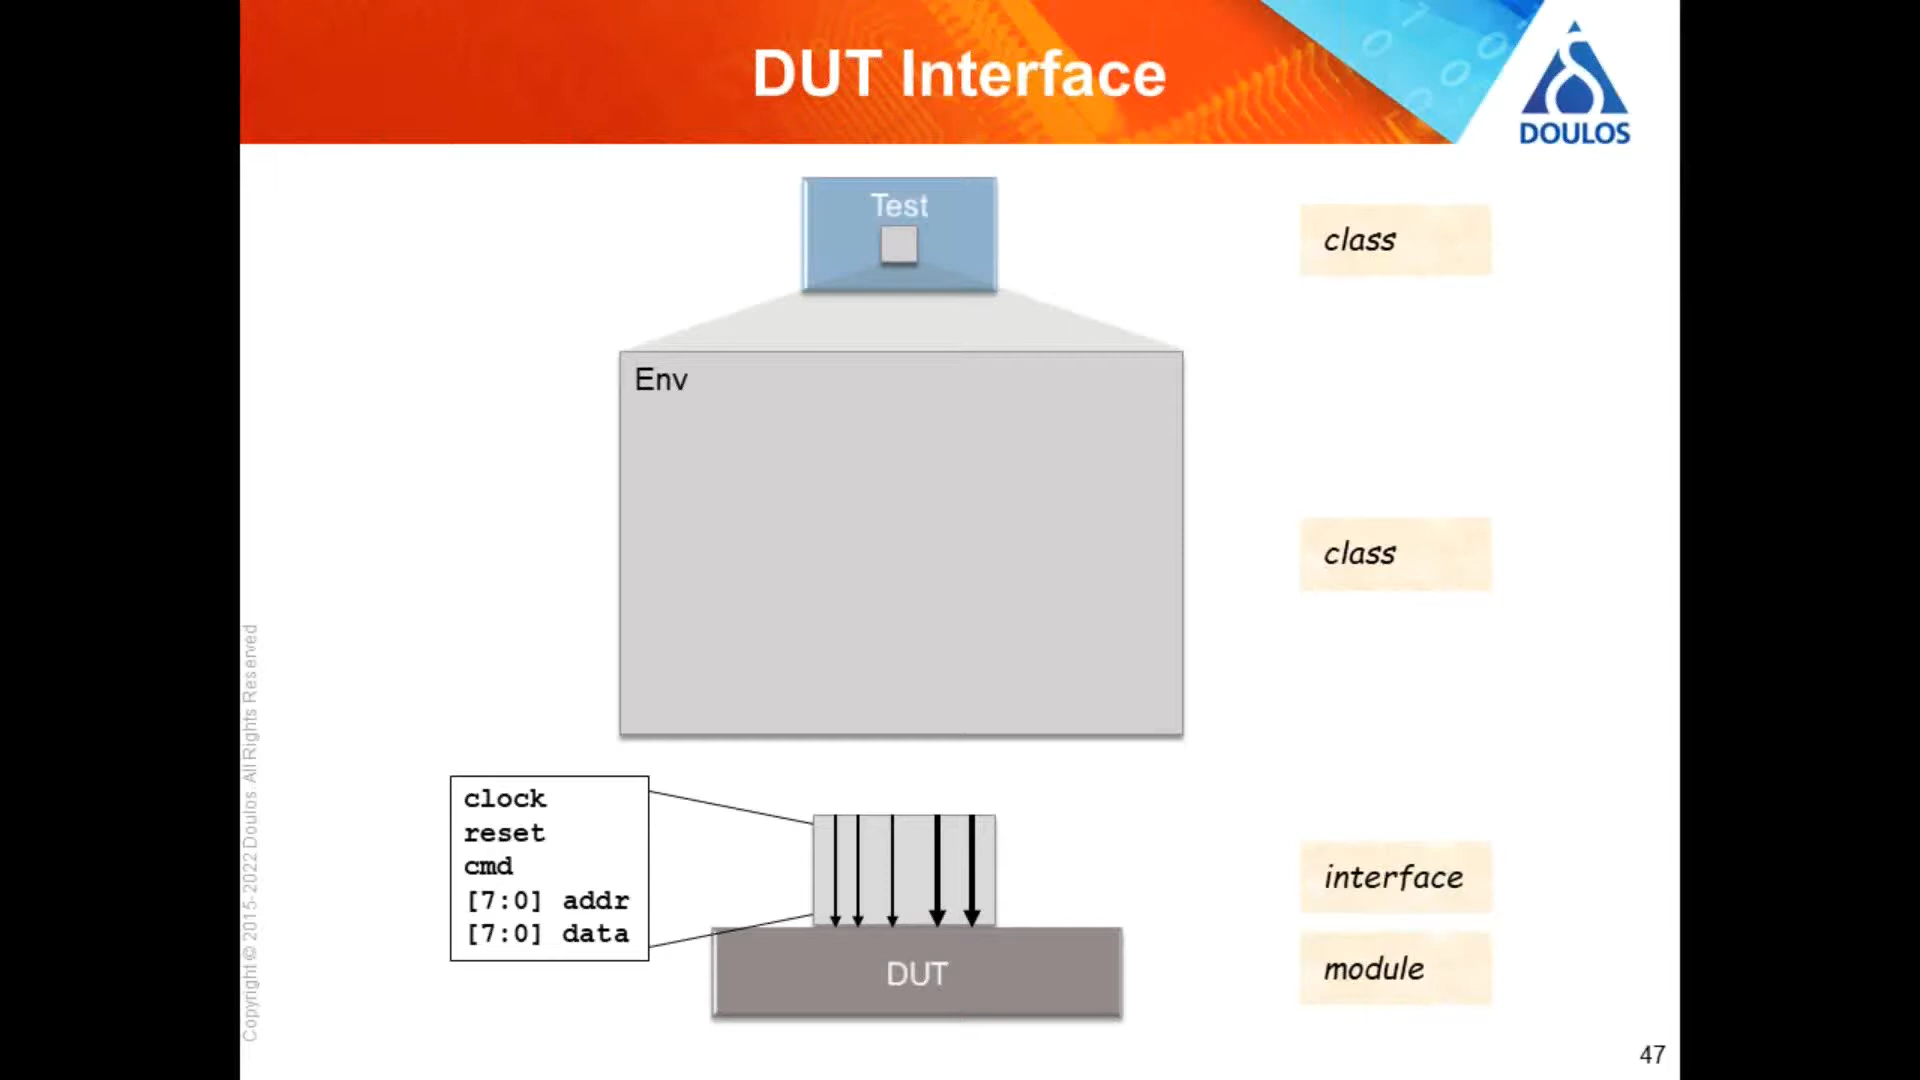 DUT Interface
DOULOS
Test
class
Env
class
clock
reset
cmd
[7:0] addr
[7:0] data
interface
DUT
module
Copyright © 2015-2022 Doulos. All Rights Reserved
47